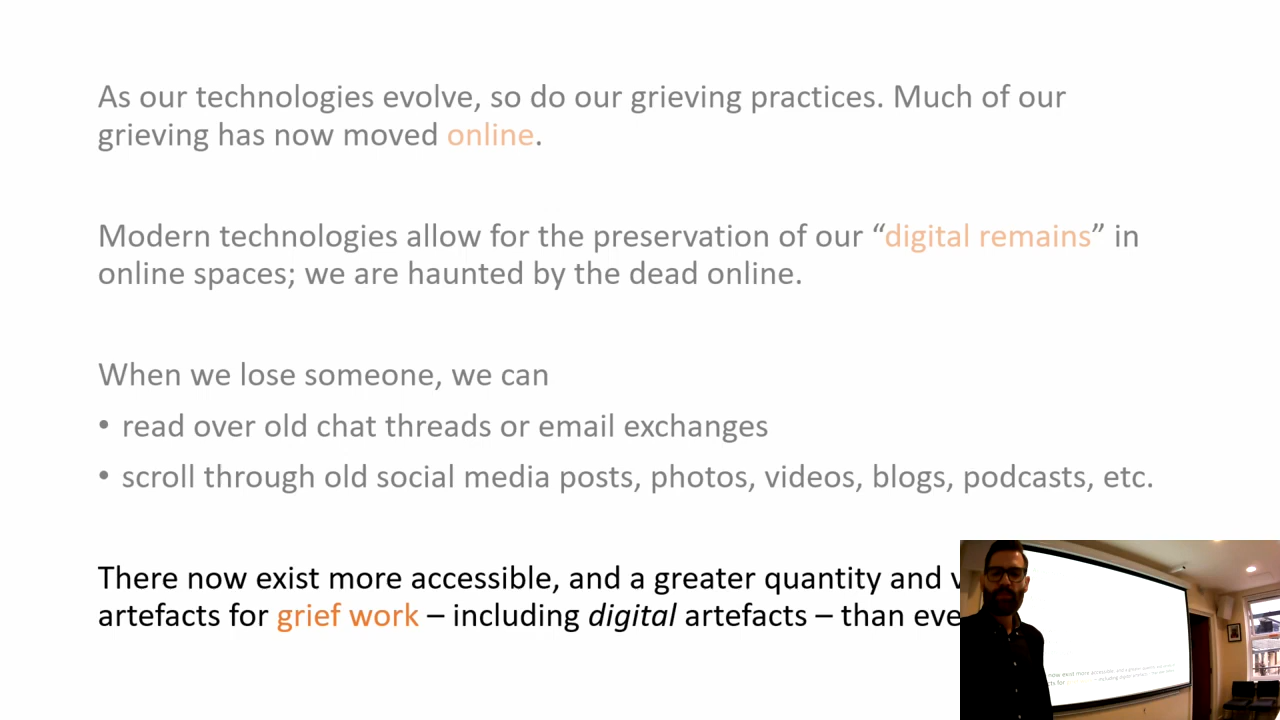 As our technologies evolve, so do our grieving practices. Much of our
grieving has now moved online.
Modern technologies allow for the preservation of our “digital remains” in
online spaces; we are haunted by the dead online.
When we lose someone, we can
• read over old chat threads or email exchanges
• scroll through old social media posts, photos, videos, blogs, podcasts, etc.
There now exist more accessible, and a greater quantity and
artefacts for grief work – including digital artefacts – than